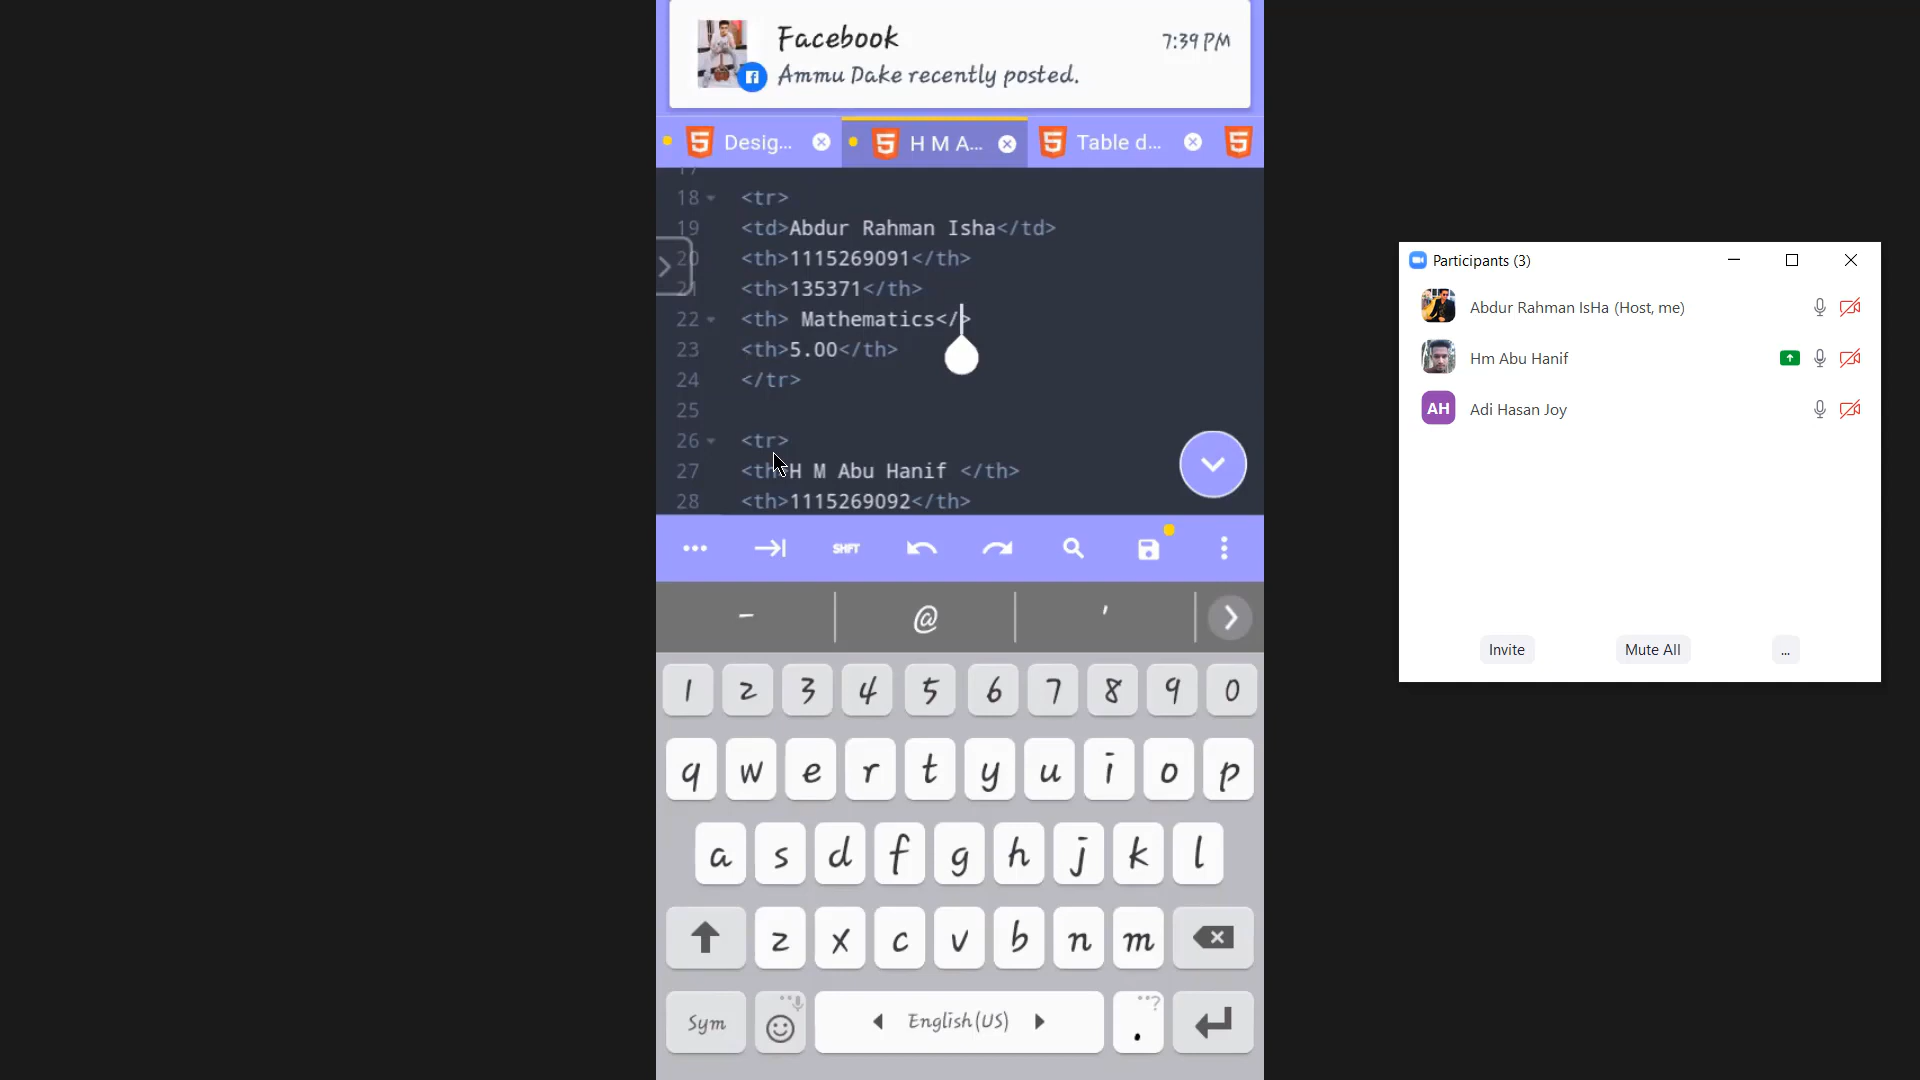 Facebook
7:39 PM
Ammu Dake recently posted.
Desig...
H M A...
Table d...
18 <tr>
19 <td>Abdur Rahman Isha</td>
20 <th>1115269091</th>
21 <th>135371</th>
22 <th> Mathematics</>
23 <th>5.00</th>
24 </tr>
25
26 <tr>
27 <th>H M Abu Hanif </th>
28 <th>1115269092</th>
SHFT
- @ '
1 2 3 4 5 6 7 8 9 0
q w e r t y u i o p
a s d f g h j k l
z x c v b n m
Sym
English(US)
. ?
Participants (3)
Abdur Rahman IsHa (Host, me)
Hm Abu Hanif
AH Adi Hasan Joy
Invite
Mute All
...